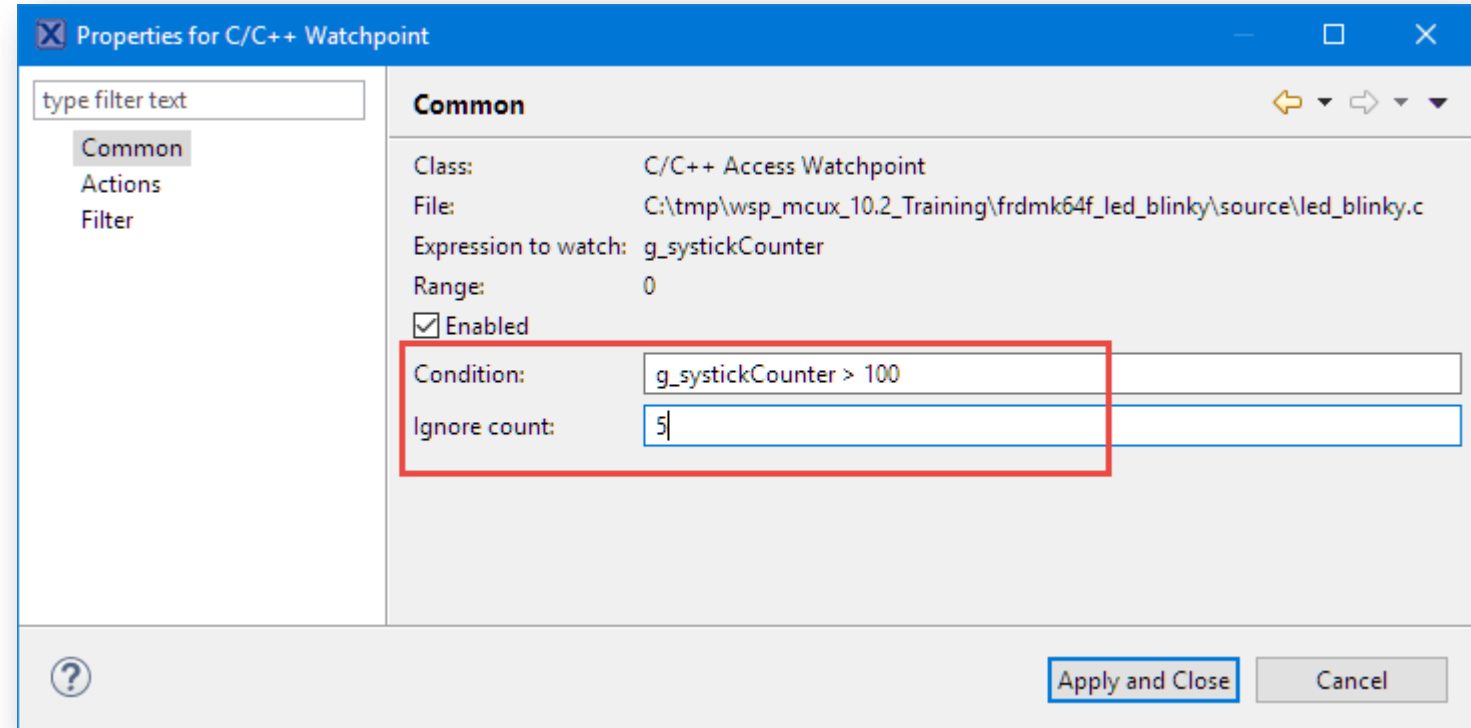 Properties for C/C++ Watchpoint
type filter text
Common
Actions
Filter
Common
Class: C/C++ Access Watchpoint
File: C:\tmp\wsp_mcux_10.2_Training\frdmk64f_led_blinky\source\led_blinky.c
Expression to watch: g_systickCounter
Range: 0
Enabled
Condition: g_systickCounter > 100
Ignore count: 5
?
Apply and Close Cancel